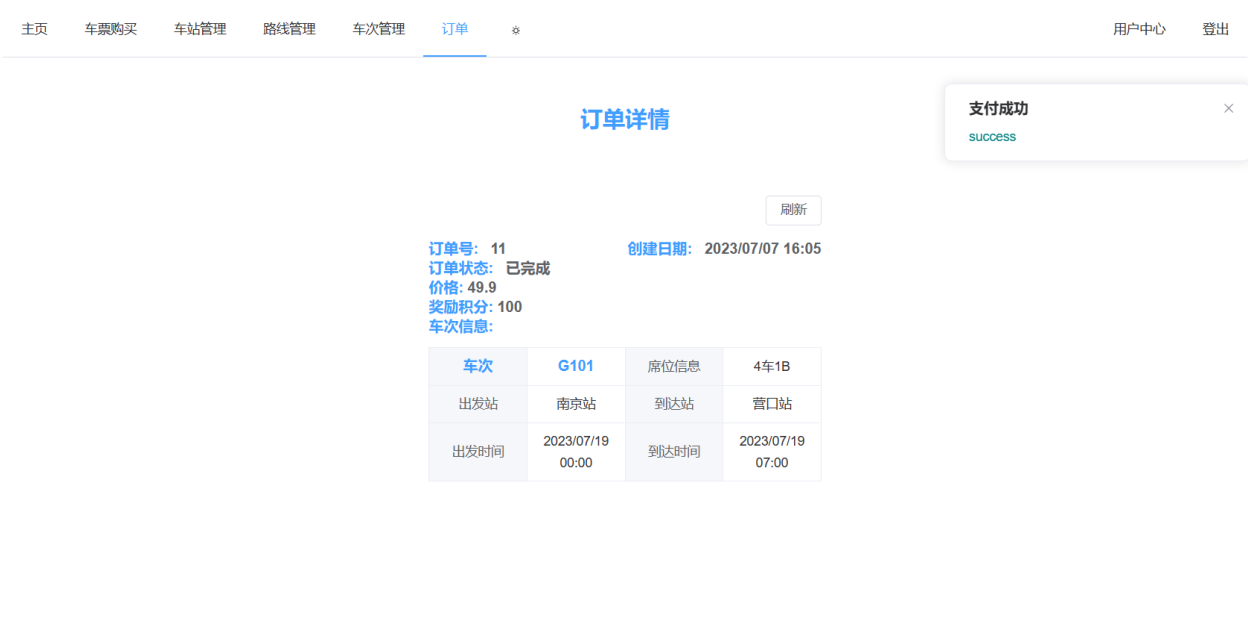 主页 车票购买 车站管理 路线管理 车次管理 订单 用户中心 登出
支付成功
success
订单详情
刷新
订单号: 11 创建日期: 2023/07/07 16:05
订单状态: 已完成
价格: 49.9
奖励积分: 100
车次信息:
车次 G101 席位信息 4车1B
出发站 南京站 到达站 营口站
出发时间 2023/07/19 00:00 到达时间 2023/07/19 07:00